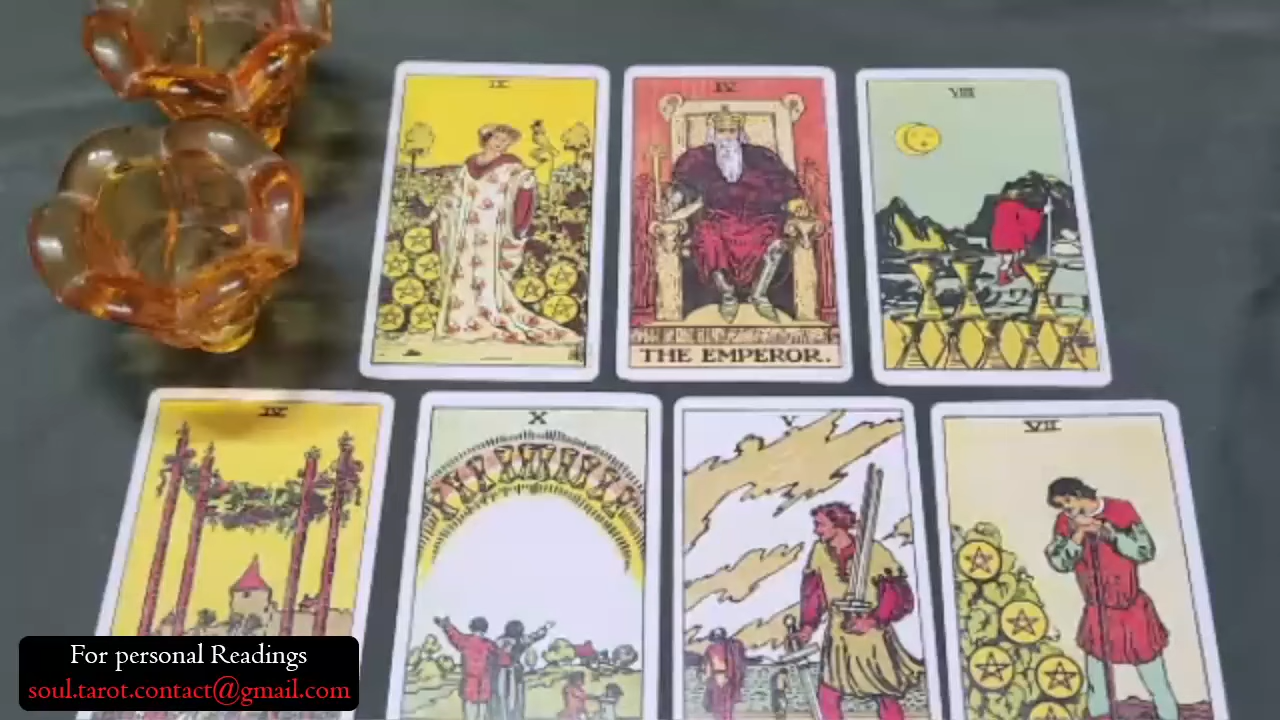 IX
IV
VIII
THE EMPEROR.
IV
X
V
VII
For personal Readings
soul.tarot.contact@gmail.com